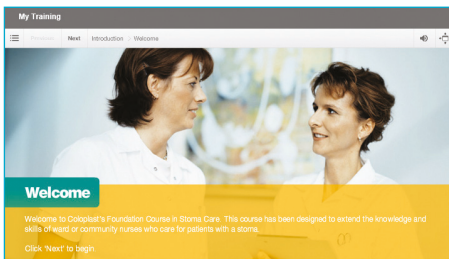 My Training
Previous Next Introduction > Welcome
Welcome
Welcome to Coloplast's Foundation Course in Stoma Care. This course has been designed to extend the knowledge and
skills of ward or community nurses who care for patients with a stoma.
Click 'Next' to begin.